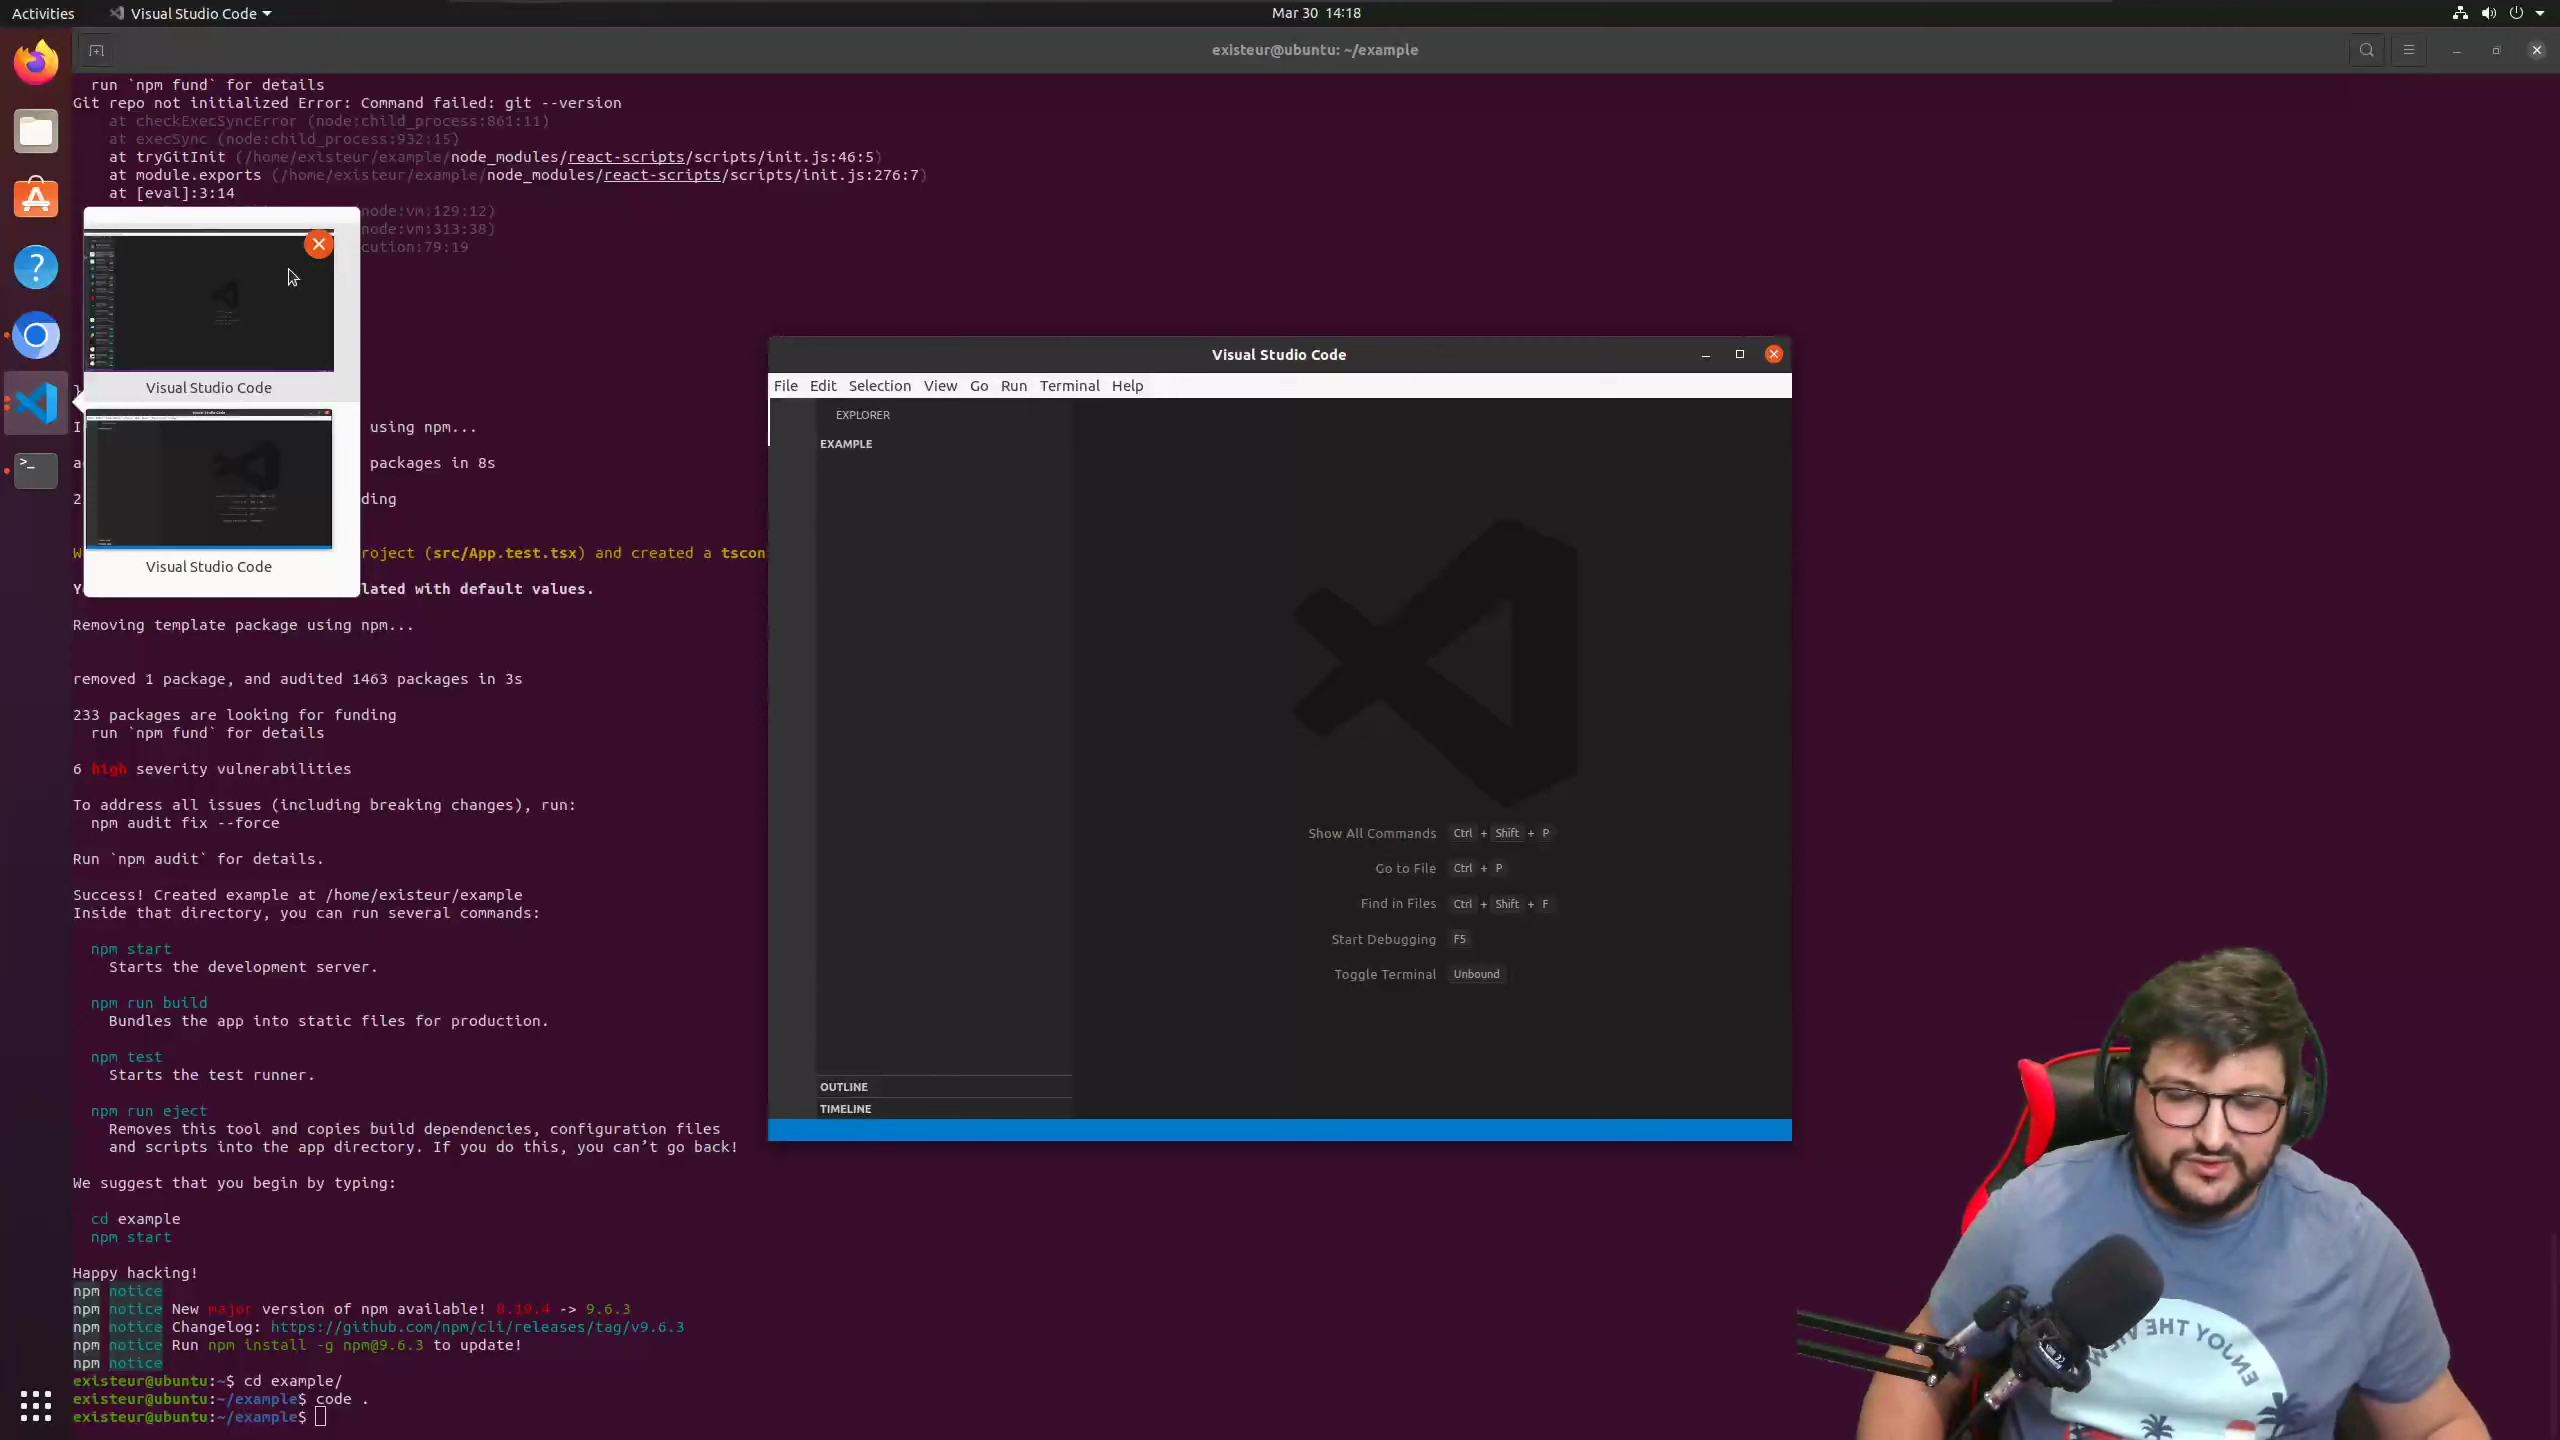 Activities
Visual Studio Code
Mar 30 14:18
existeur@ubuntu: ~/example
run `npm fund` for details
Git repo not initialized Error: Command failed: git --version
at checkExecSyncError (node:child_process:861:11)
at execSync (node:child_process:932:15)
at tryGitInit (/home/existeur/example/node_modules/react-scripts/scripts/init.js:46:5)
at module.exports (/home/existeur/example/node_modules/react-scripts/scripts/init.js:276:7)
at [eval]:3:14
node:vm:129:12)
node:vm:313:38)
cution:79:19
Visual Studio Code
Visual Studio Code
using npm...
packages in 8s
2
ding
roject (src/App.test.tsx) and created a tscon
lated with default values.
Removing template package using npm...
removed 1 package, and audited 1463 packages in 3s
233 packages are looking for funding
run `npm fund` for details
6 high severity vulnerabilities
To address all issues (including breaking changes), run:
npm audit fix --force
Run `npm audit` for details.
Success! Created example at /home/existeur/example
Inside that directory, you can run several commands:
npm start
Starts the development server.
npm run build
Bundles the app into static files for production.
npm test
Starts the test runner.
npm run eject
Removes this tool and copies build dependencies, configuration files
and scripts into the app directory. If you do this, you can’t go back!
We suggest that you begin by typing:
cd example
npm start
Happy hacking!
npm notice
npm notice New major version of npm available! 8.19.4 -> 9.6.3
npm notice Changelog: https://github.com/npm/cli/releases/tag/v9.6.3
npm notice Run npm install -g npm@9.6.3 to update!
npm notice
existeur@ubuntu:~$ cd example/
existeur@ubuntu:~/example$ code .
existeur@ubuntu:~/example$
Visual Studio Code
File Edit Selection View Go Run Terminal Help
EXPLORER
EXAMPLE
Show All Commands Ctrl + Shift + P
Go to File Ctrl + P
Find in Files Ctrl + Shift + F
Start Debugging F5
Toggle Terminal Unbound
OUTLINE
TIMELINE
ENJOY THE VIEW